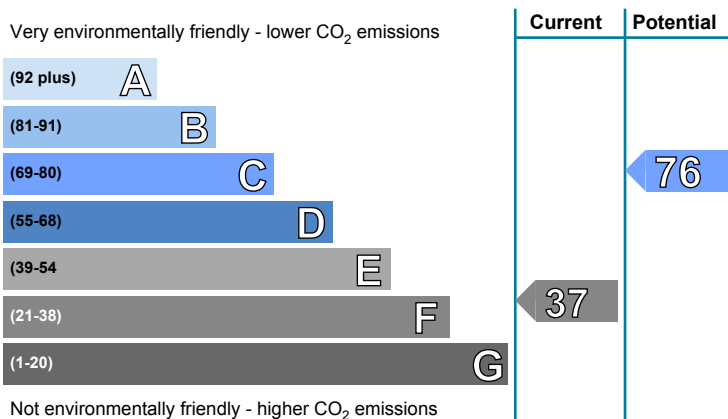 Current Potential
Very environmentally friendly - lower CO2 emissions
(92 plus) A
(81-91) B
(69-80) C 76
(55-68) D
(39-54 E
(21-38) F 37
(1-20) G
Not environmentally friendly - higher CO2 emissions